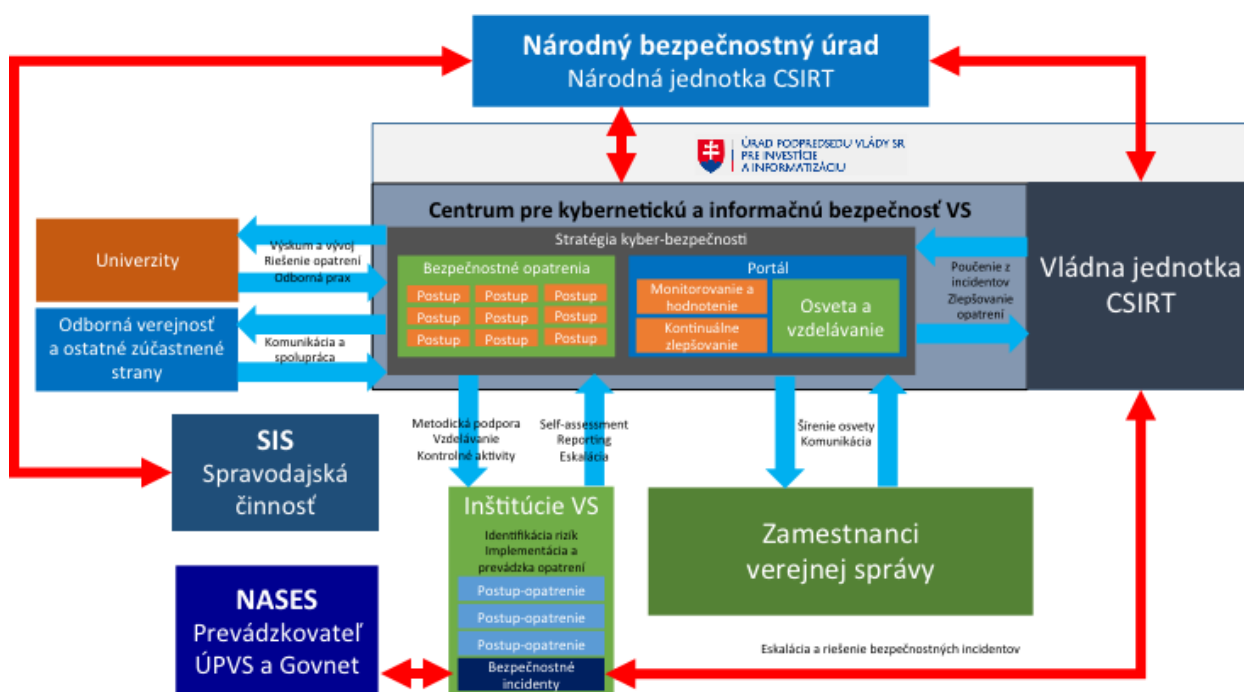 Národný bezpečnostný úrad
Národná jednotka CSIRT
ÚRAD PODPREDSEDU VLÁDY SR
PRE INVESTÍCIE
A INFORMATIZÁCIU
Centrum pre kybernetickú a informačnú bezpečnosť VS
Stratégia kyber-bezpečnosti
Bezpečnostné opatrenia
Postup Postup Postup
Postup Postup Postup
Postup Postup Postup
Portál
Monitorovanie a
hodnotenie
Kontinuálne
zlepšovanie
Osveta a
vzdelávanie
Univerzity
Výskum a vývoj
Riešenie opatrení
Odborná prax
Odborná verejnosť
a ostatné zúčastnené
strany
Komunikácia a
spolupráca
Poučenie z
incidentov
Zlepšovanie
opatrení
Vládna jednotka
CSIRT
SIS
Spravodajská
činnosť
Metodická podpora
Vzdelávanie
Kontrolné aktivity
Self-assessment
Reporting
Eskalácia
Šírenie osvety
Komunikácia
Inštitúcie VS
Identifikácia rizík
Implementácia a
prevádzka opatrení
Postup-opatrenie
Postup-opatrenie
Postup-opatrenie
Bezpečnostné
incidenty
Zamestnanci
verejnej správy
NASES
Prevádzkovateľ
ÚPVS a Govnet
Eskalácia a riešenie bezpečnostných incidentov